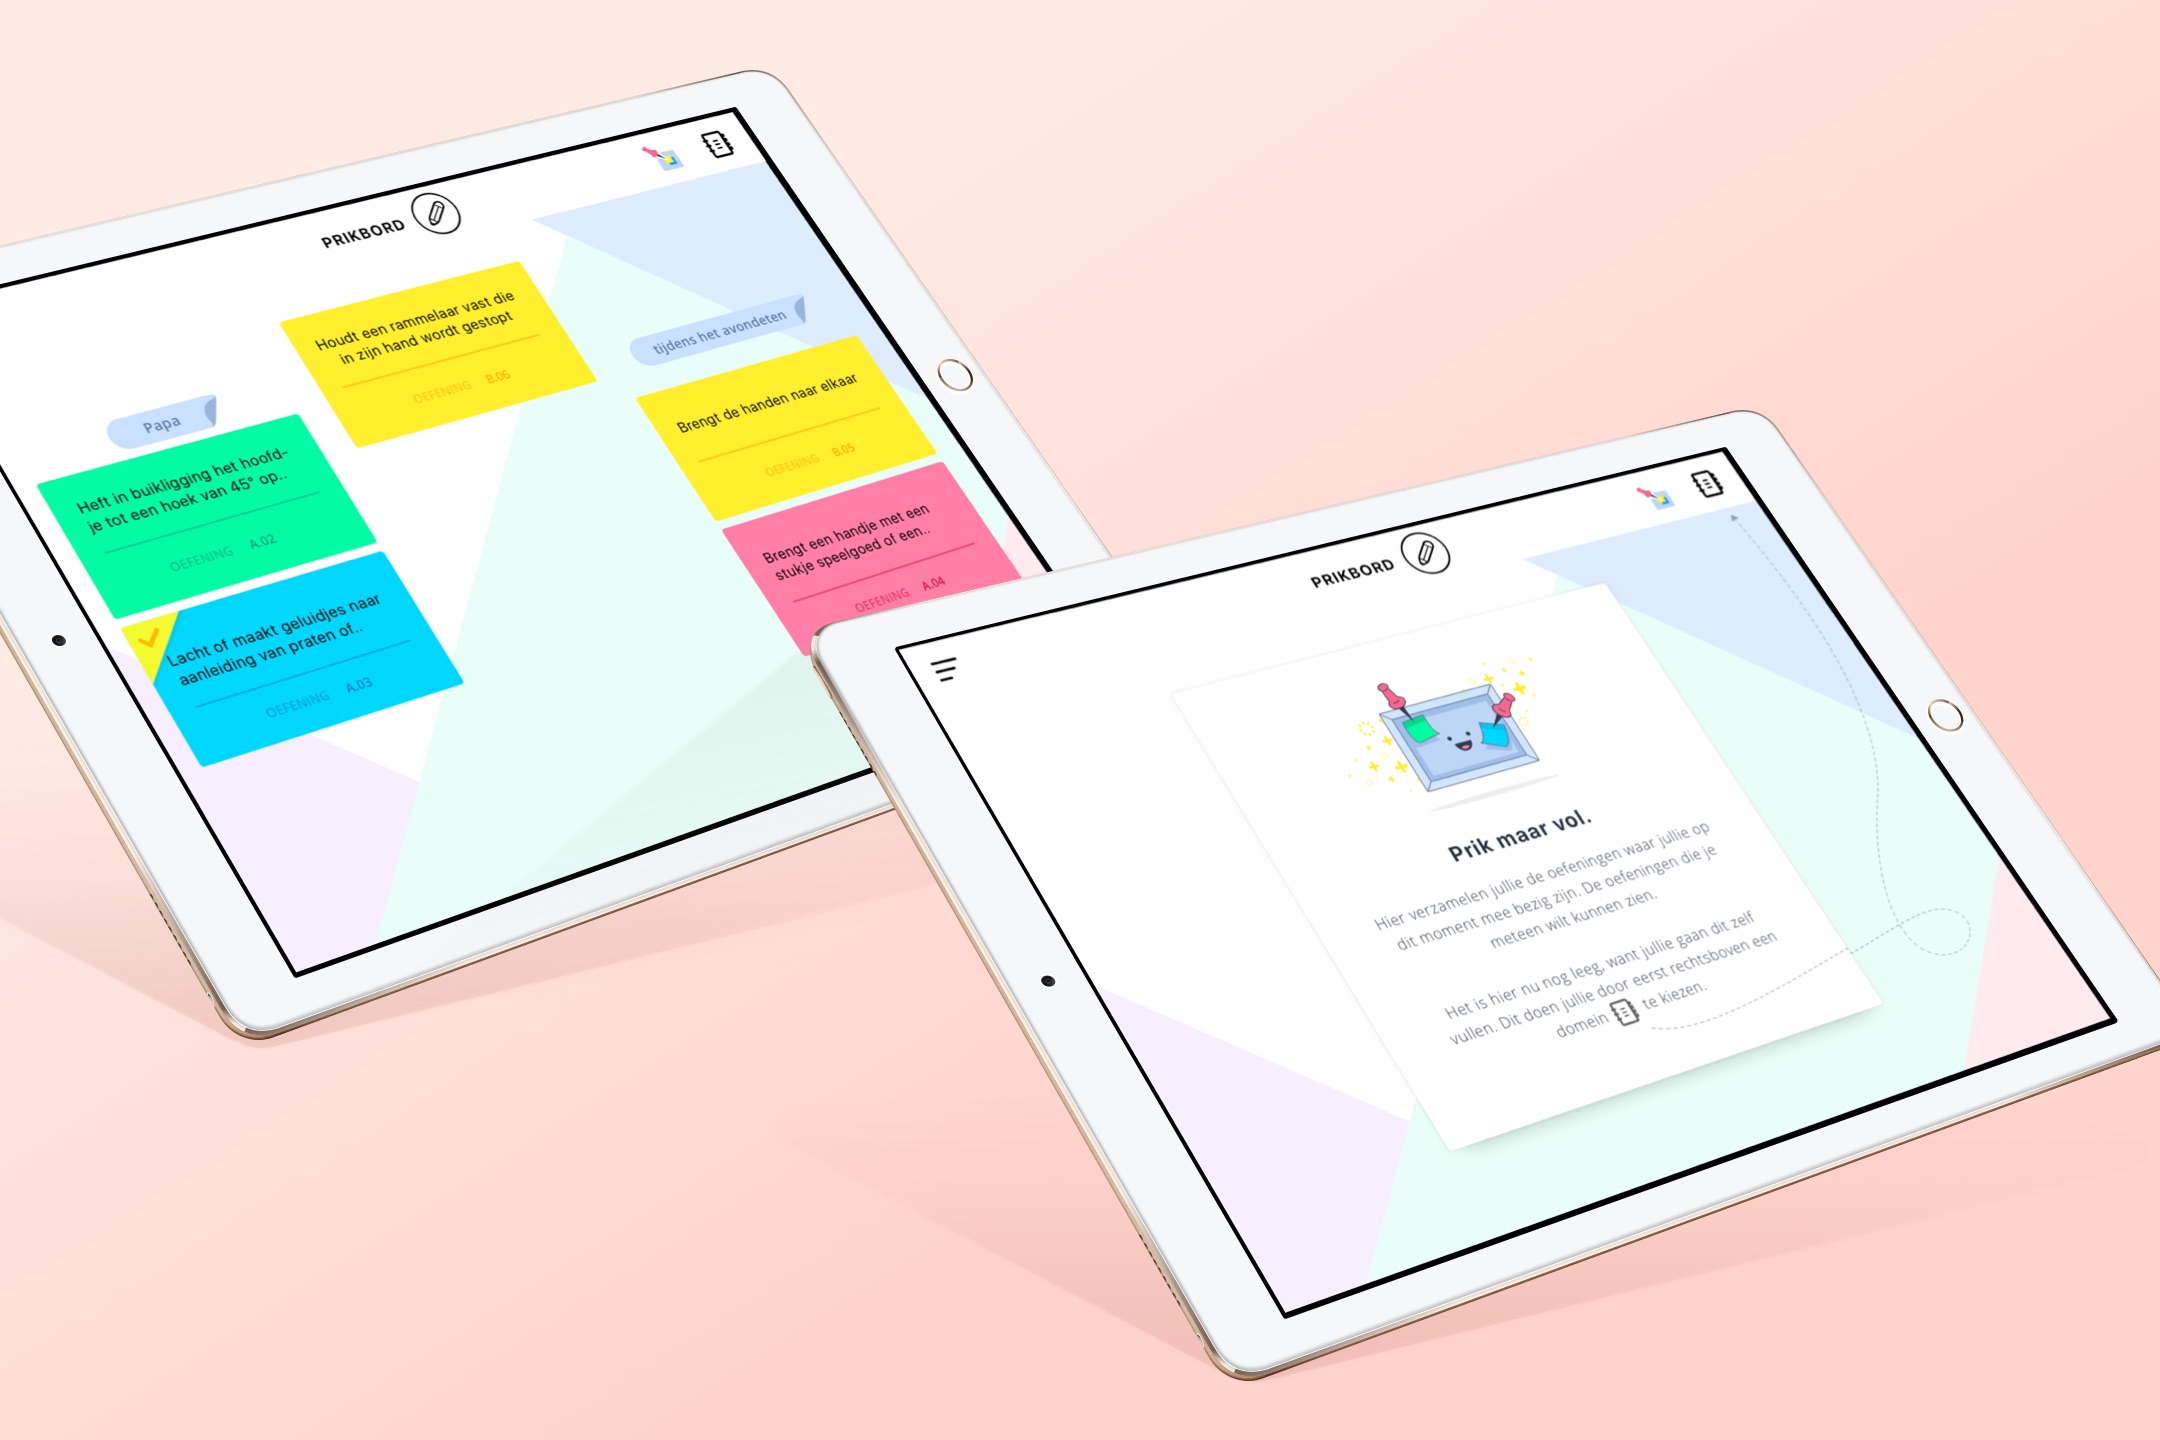 PRIKBORD
Houdt een rammelaar vast die
in zijn hand wordt gestopt
OEFENING B.06
tijdens het avondeten
Brengt de handen naar elkaar
OEFENING B.05
Papa
Heft in buikligging het hoofd-
je tot een hoek van 45° op..
OEFENING A.02
Brengt een handje met een
stukje speelgoed of een..
OEFENING A.04
Lacht of maakt geluidjes naar
aanleiding van praten of..
OEFENING A.03
PRIKBORD
Prik maar vol.
Hier verzamelen jullie de oefeningen waar jullie op
dit moment mee bezig zijn. De oefeningen die je
meteen wilt kunnen zien.
Het is hier nu nog leeg, want jullie gaan dit zelf
vullen. Dit doen jullie door eerst rechtsboven een
domein te kiezen.